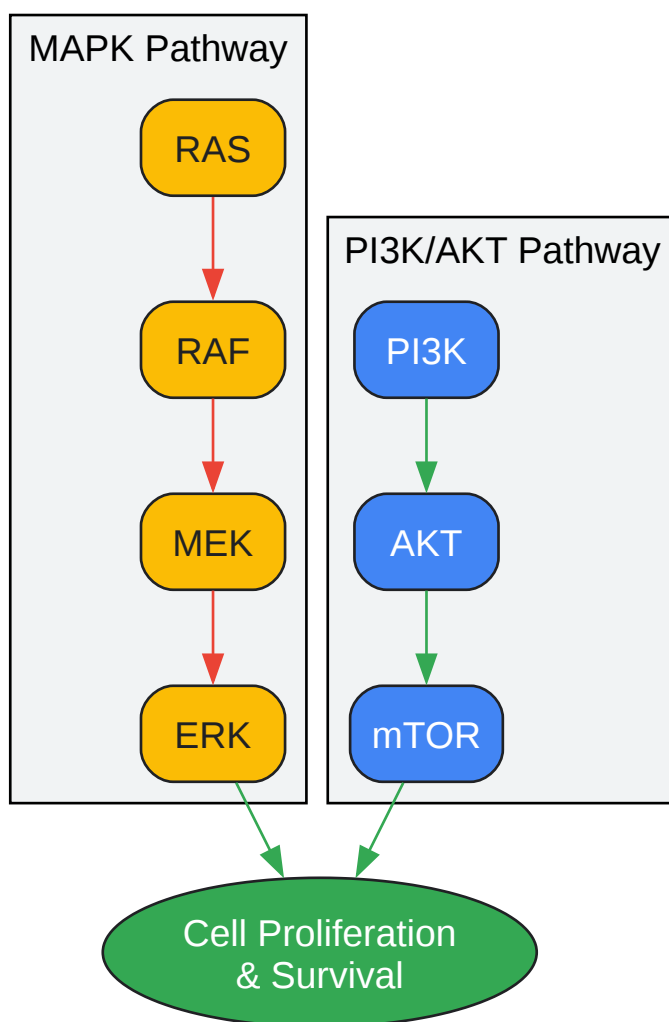 MAPK Pathway
RAS
RAF
MEK
ERK
PI3K/AKT Pathway
PI3K
AKT
mTOR
Cell Proliferation
& Survival